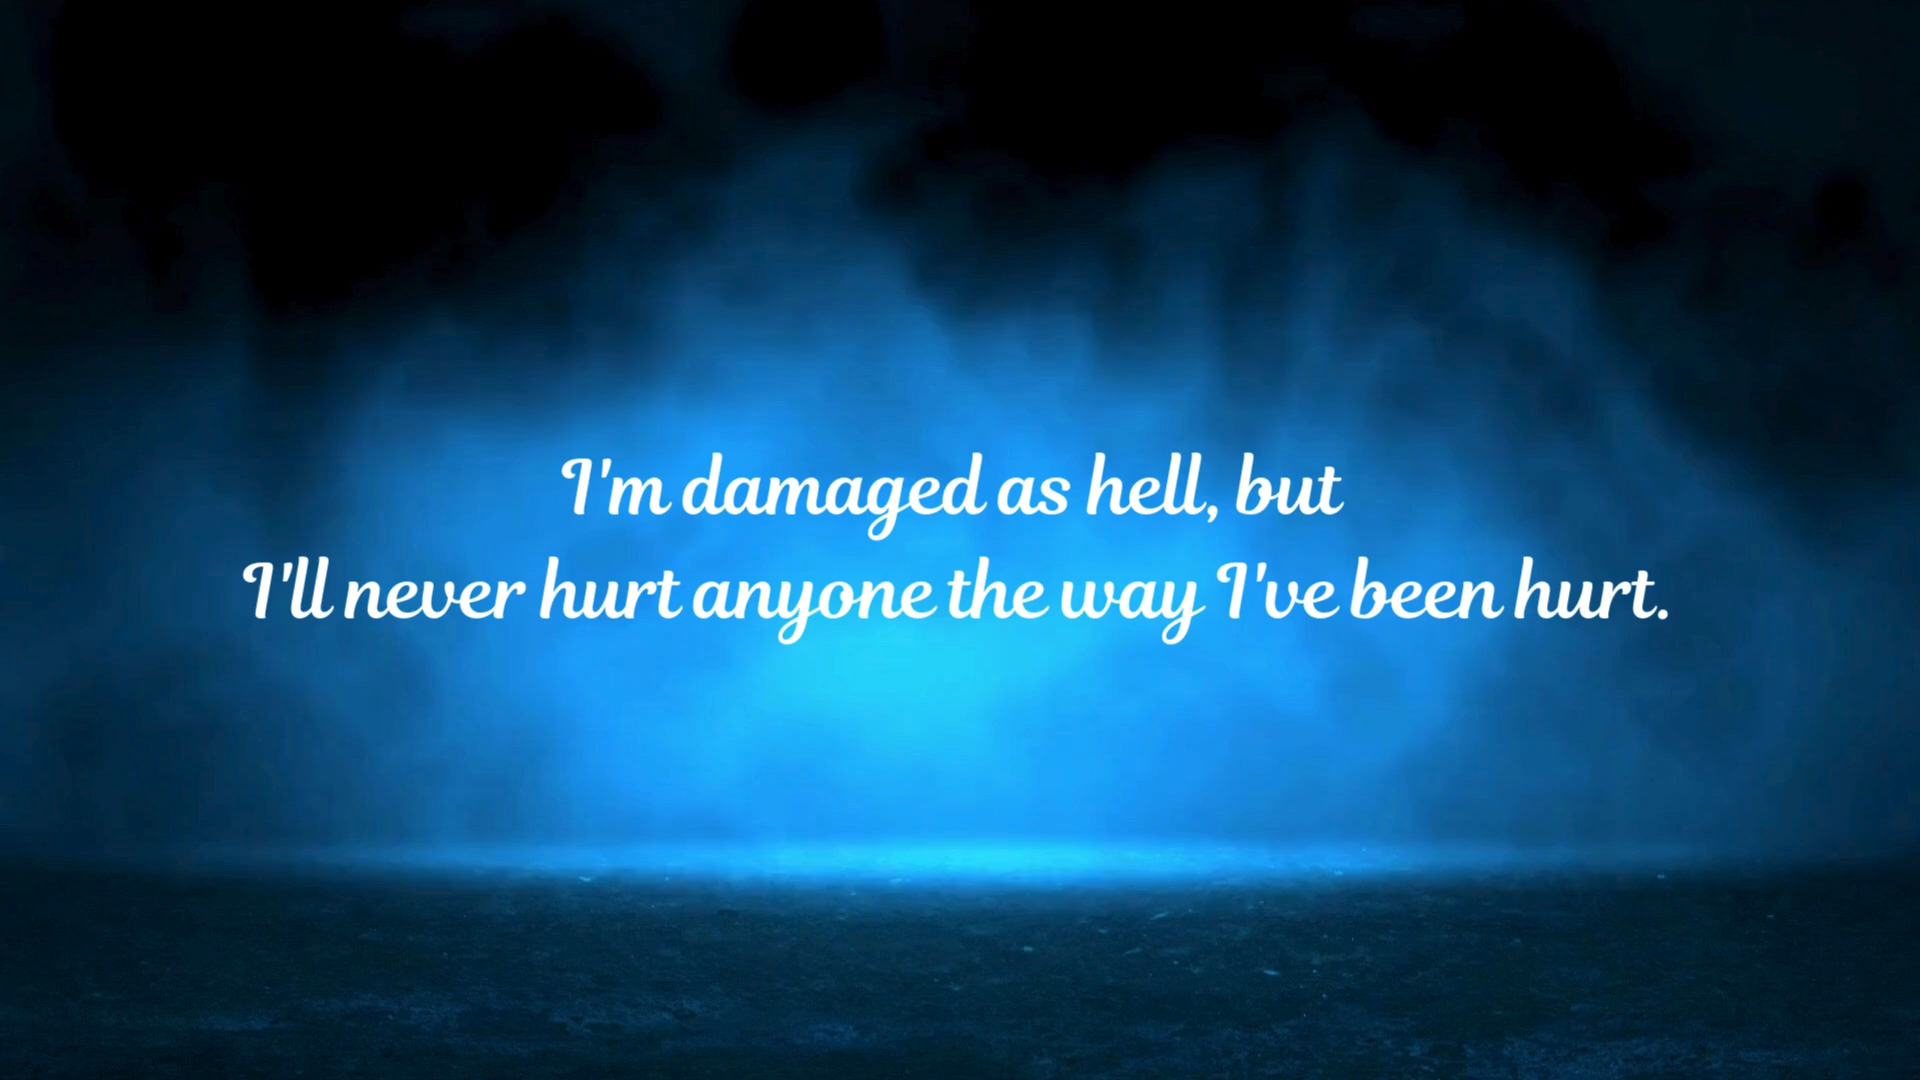 I'm damaged as hell, but
I'll never hurt anyone the way I've been hurt.